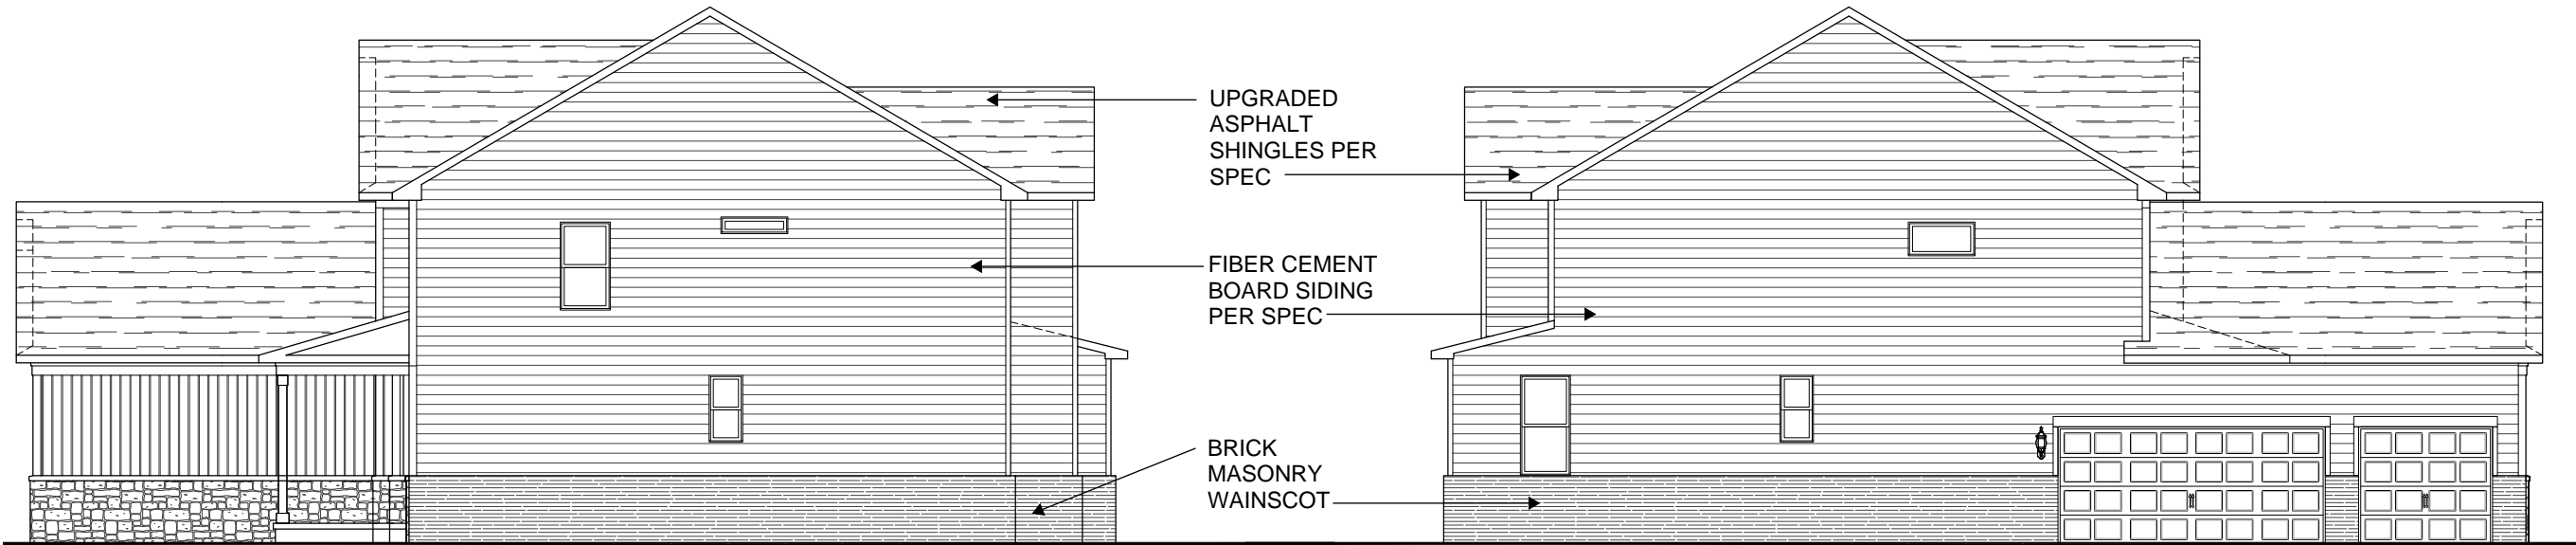 UPGRADED
ASPHALT
SHINGLES PER
SPEC
FIBER CEMENT
BOARD SIDING
PER SPEC
BRICK
MASONRY
WAINSCOT